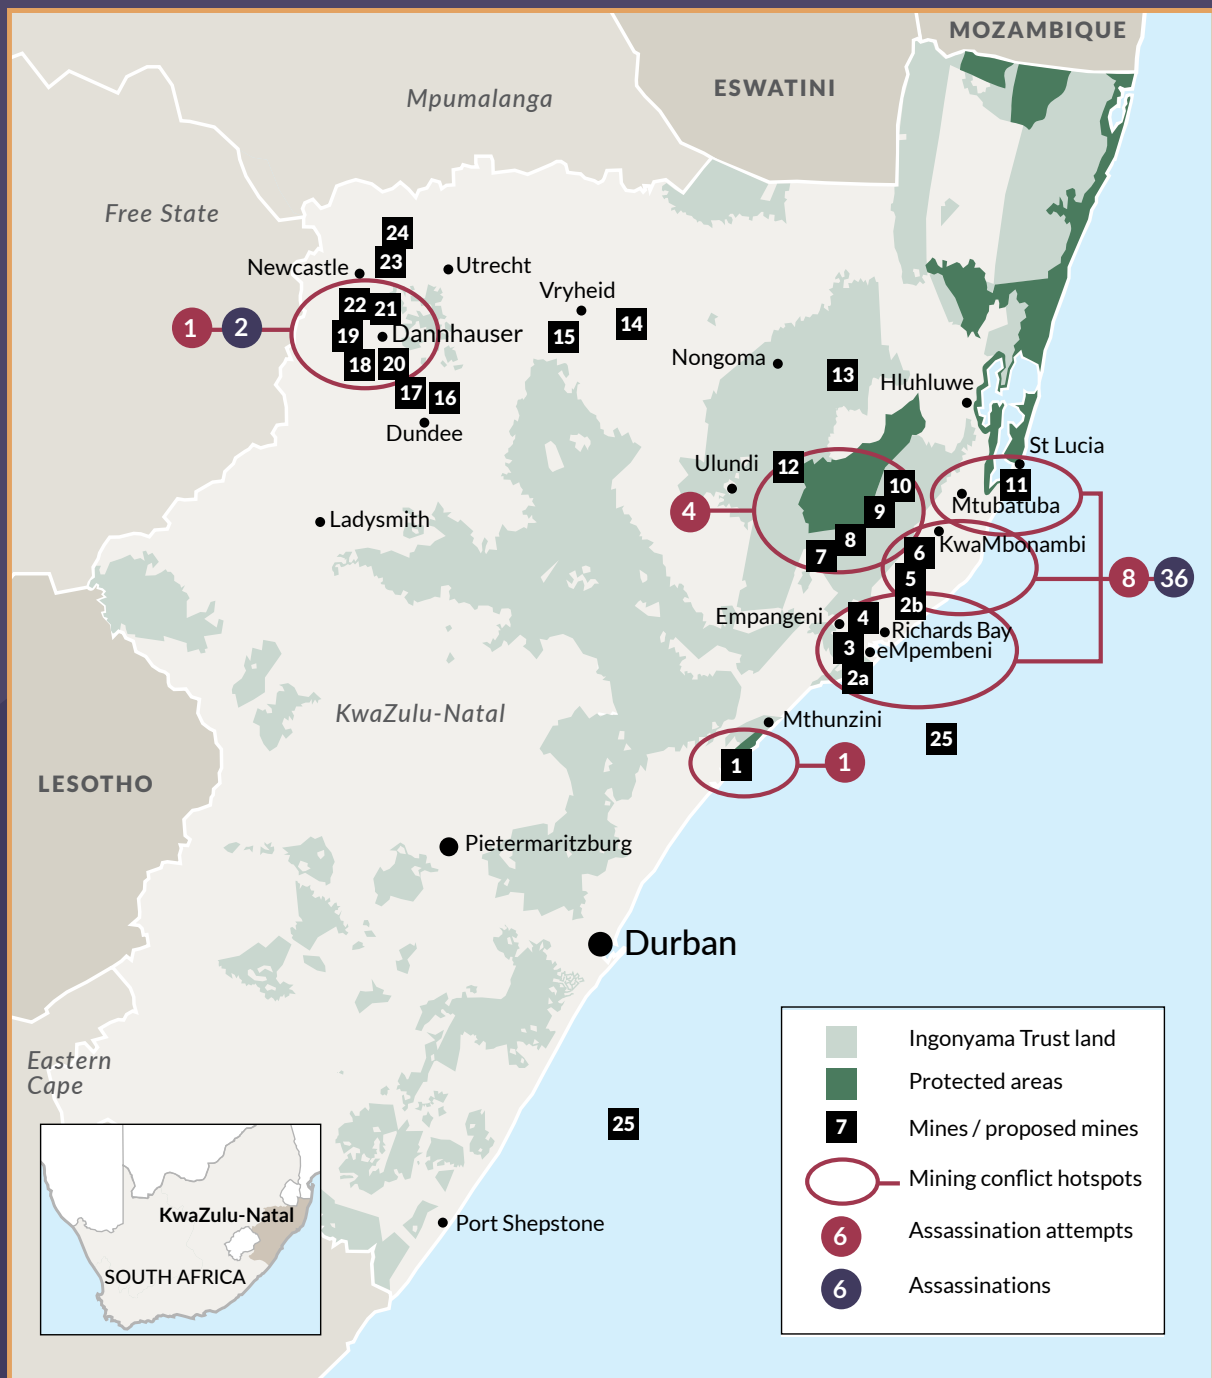 MOZAMBIQUE
ESWATINI
Mpumalanga
Free State
24
23
Newcastle
Utrecht
Vryheid
22
21
1
2
19
Dannhauser
15
14
18
20
17
16
Dundee
Nongoma
13
Hluhluwe
St Lucia
Ulundi
12
10
11
Mtubatuba
4
9
8
7
Ladysmith
KwaMbonambi
6
5
8
36
2b
Empangeni
4
Richards Bay
3
eMpembeni
2a
KwaZulu-Natal
Mthunzini
25
1
1
LESOTHO
Pietermaritzburg
Durban
Eastern
Cape
25
Port Shepstone
KwaZulu-Natal
SOUTH AFRICA
Ingonyama Trust land
Protected areas
7
Mines / proposed mines
Mining conflict hotspots
6
Assassination attempts
6
Assassinations